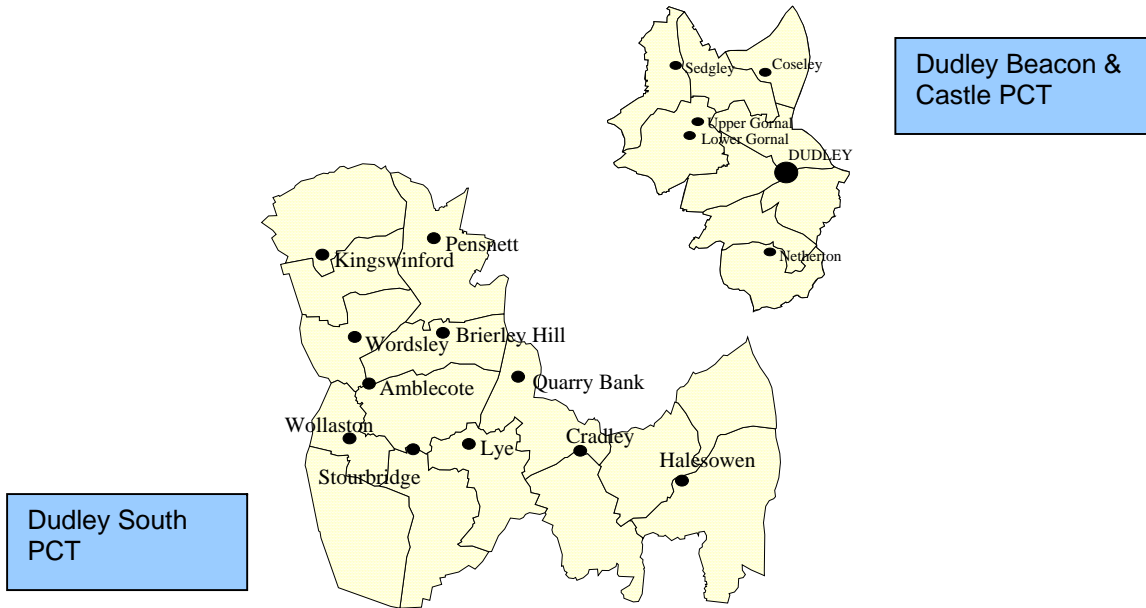 Sedgley
Coseley
Dudley Beacon &
Castle PCT
Upper Gornal
Lower Gornal
DUDLEY
Netherton
Pensnett
Kingswinford
Brierley Hill
Wordsley
Quarry Bank
Amblecote
Wollaston
Cradley
Lye
Halesowen
Stourbridge
Dudley South
PCT